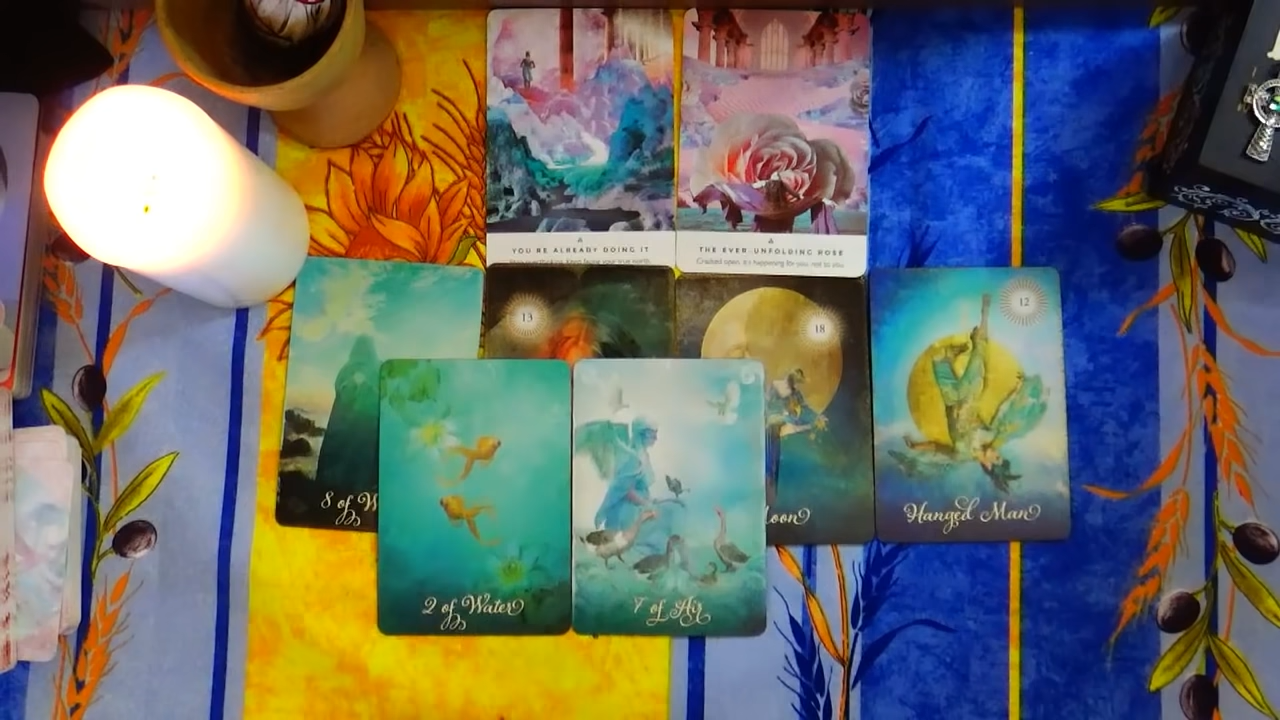 YOU'RE ALREADY DOING IT
THE EVER-UNFOLDING ROSE
Cracked open. It's happening for you, not to you.
13
18
12
8 of W
oon
Hanged Man
2 of Water
7 of Air